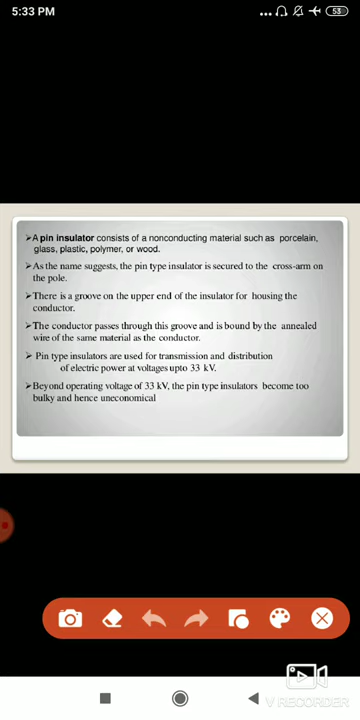 5:33 PM
53
➢A pin insulator consists of a nonconducting material such as porcelain,
glass, plastic, polymer, or wood.
➢As the name suggests, the pin type insulator is secured to the cross-arm on
the pole.
➢There is a groove on the upper end of the insulator for housing the
conductor.
➢The conductor passes through this groove and is bound by the annealed
wire of the same material as the conductor.
➢ Pin type insulators are used for transmission and distribution
of electric power at voltages upto 33 kV.
➢Beyond operating voltage of 33 kV, the pin type insulators become too
bulky and hence uneconomical
V RECORDER